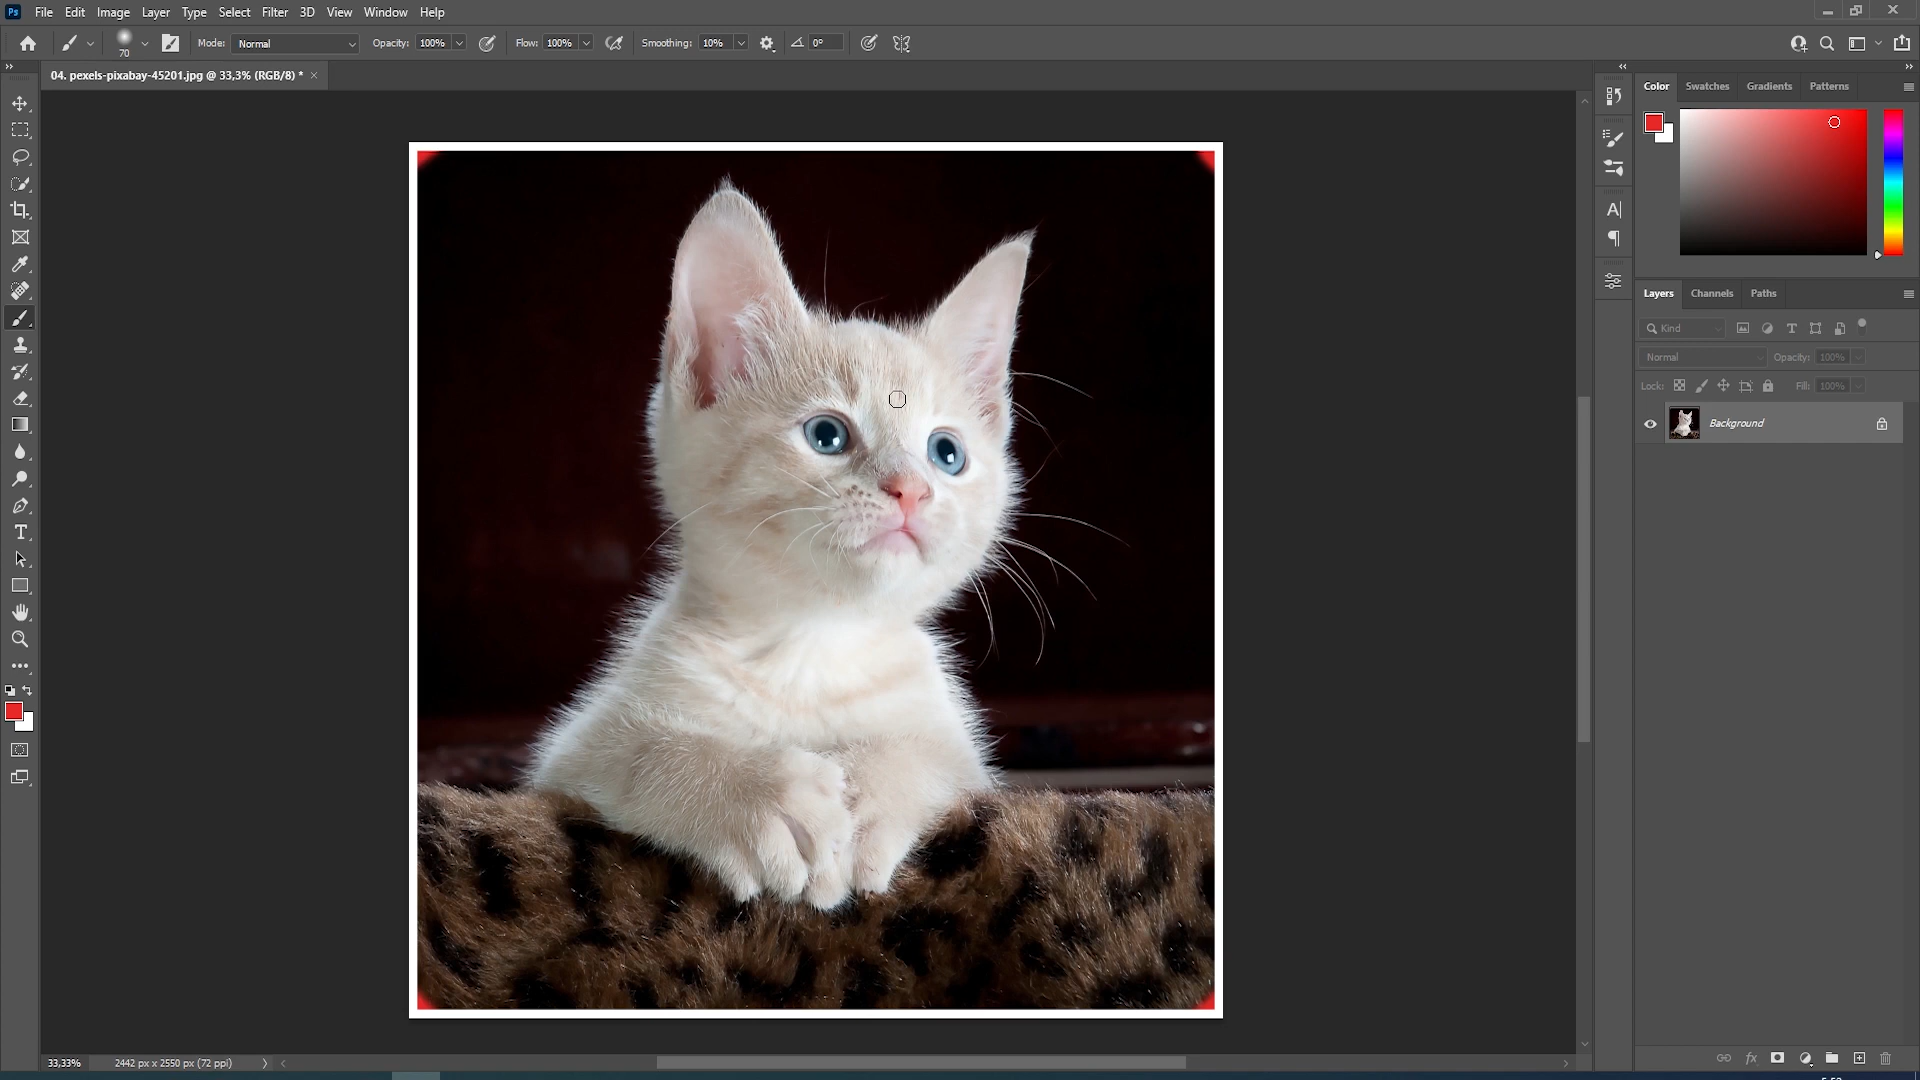 Ps File Edit Image Layer Type Select Filter 3D View Window Help
70 Mode: Normal Opacity: 100% Flow: 100% Smoothing: 10% 0°
04. pexels-pixabay-45201.jpg @ 33,3% (RGB/8) *
Color Swatches Gradients Patterns
Layers Channels Paths
Kind
Normal Opacity: 100%
Lock: Fill: 100%
Background
33,33% 2442 px x 2550 px (72 ppi)